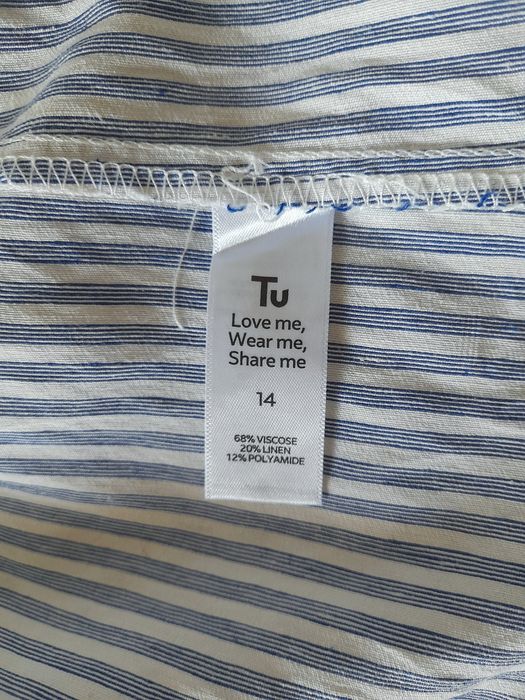 Tu
Love me,
Wear me,
Share me
14
68% VISCOSE
20% LINEN
12% POLYAMIDE